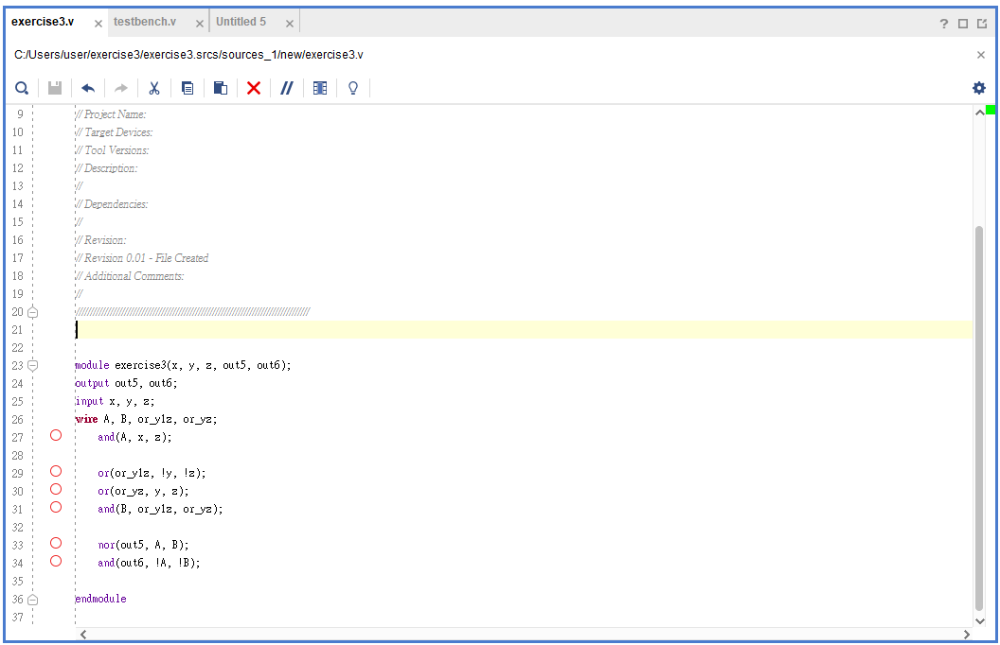 exercise3.v × testbench.v × Untitled 5 × ?
C:/Users/user/exercise3/exercise3.srcs/sources_1/new/exercise3.v ×
9 // Project Name:
10 // Target Devices:
11 // Tool Versions:
12 // Description:
13 //
14 // Dependencies:
15 //
16 // Revision:
17 // Revision 0.01 - File Created
18 // Additional Comments:
19 //
20 //////////////////////////////////////////////////////////////////////////////////
21
22
23 module exercise3(x, y, z, out5, out6);
24 output out5, out6;
25 input x, y, z;
26 wire A, B, or_y1z, or_yz;
27 and(A, x, z);
28
29 or(or_y1z, !y, !z);
30 or(or_yz, y, z);
31 and(B, or_y1z, or_yz);
32
33 nor(out5, A, B);
34 and(out6, !A, !B);
35
36 endmodule
37